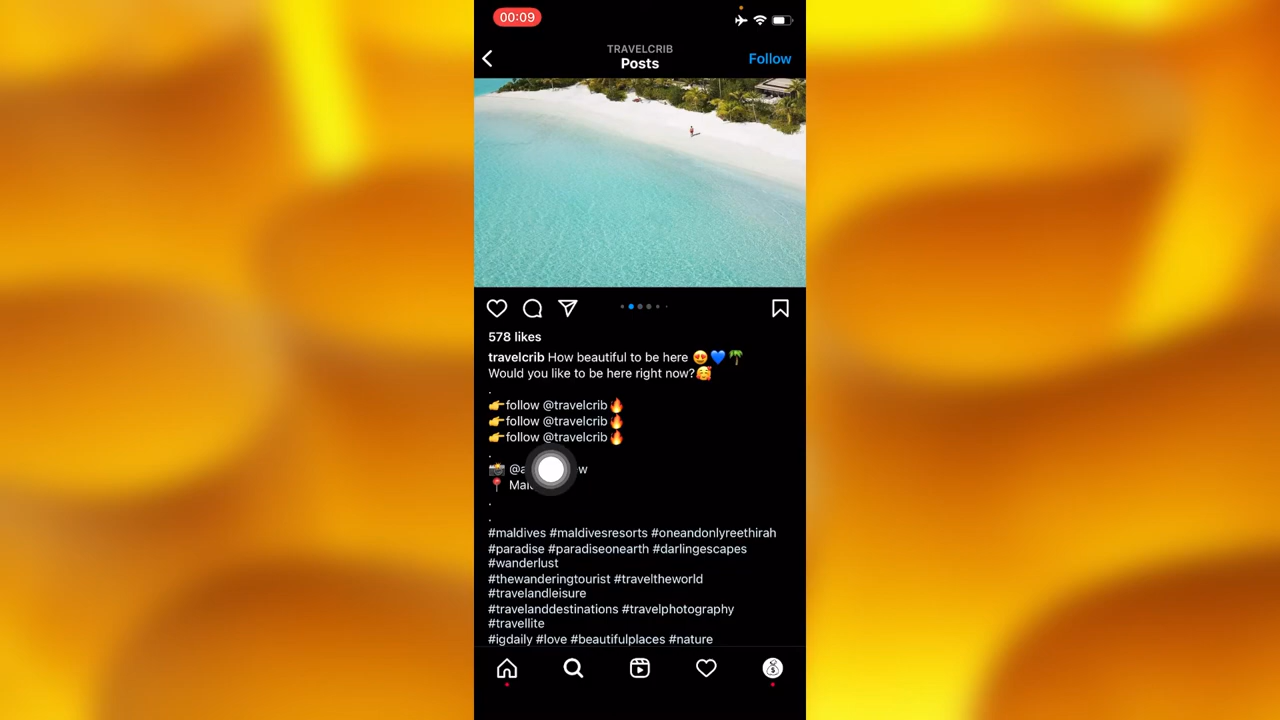 00:09
TRAVELCRIB
Posts
Follow
578 likes
travelcrib How beautiful to be here 😍💙🌴
Would you like to be here right now?🥰
.
👉follow @travelcrib🔥
👉follow @travelcrib🔥
👉follow @travelcrib🔥
.
📸
📍
.
.
#maldives #maldivesresorts #oneandonlyreethirah
#paradise #paradiseonearth #darlingescapes
#wanderlust
#thewanderingtourist #traveltheworld
#travelandleisure
#travelanddestinations #travelphotography
#travellite
#igdaily #love #beautifulplaces #nature